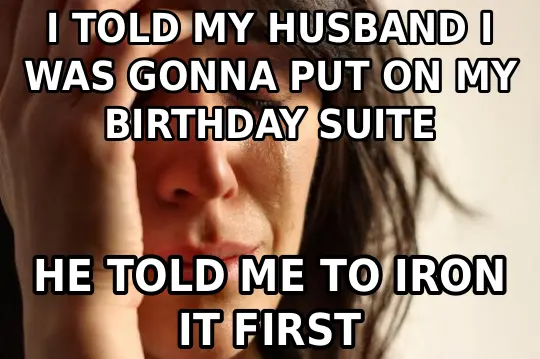 I TOLD MY HUSBAND I
WAS GONNA PUT ON MY
BIRTHDAY SUITE
HE TOLD ME TO IRON
IT FIRST